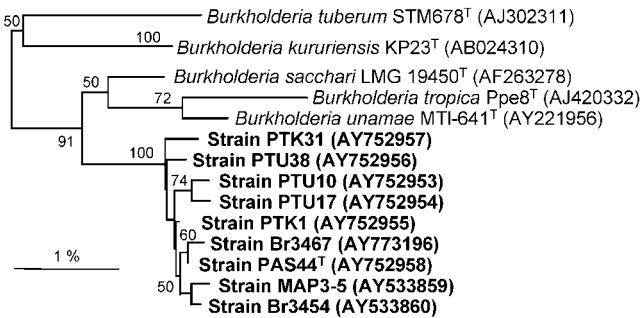 50
Burkholderia tuberum STM678T (AJ302311)
100
Burkholderia kururiensis KP23T (AB024310)
50
Burkholderia sacchari LMG 19450T (AF263278)
72
Burkholderia tropica Ppe8T (AJ420332)
Burkholderia unamae MTI-641T (AY221956)
91
100
Strain PTK31 (AY752957)
Strain PTU38 (AY752956)
74
Strain PTU10 (AY752953)
Strain PTU17 (AY752954)
Strain PTK1 (AY752955)
60
Strain Br3467 (AY773196)
1 %
Strain PAS44T (AY752958)
50
Strain MAP3-5 (AY533859)
Strain Br3454 (AY533860)